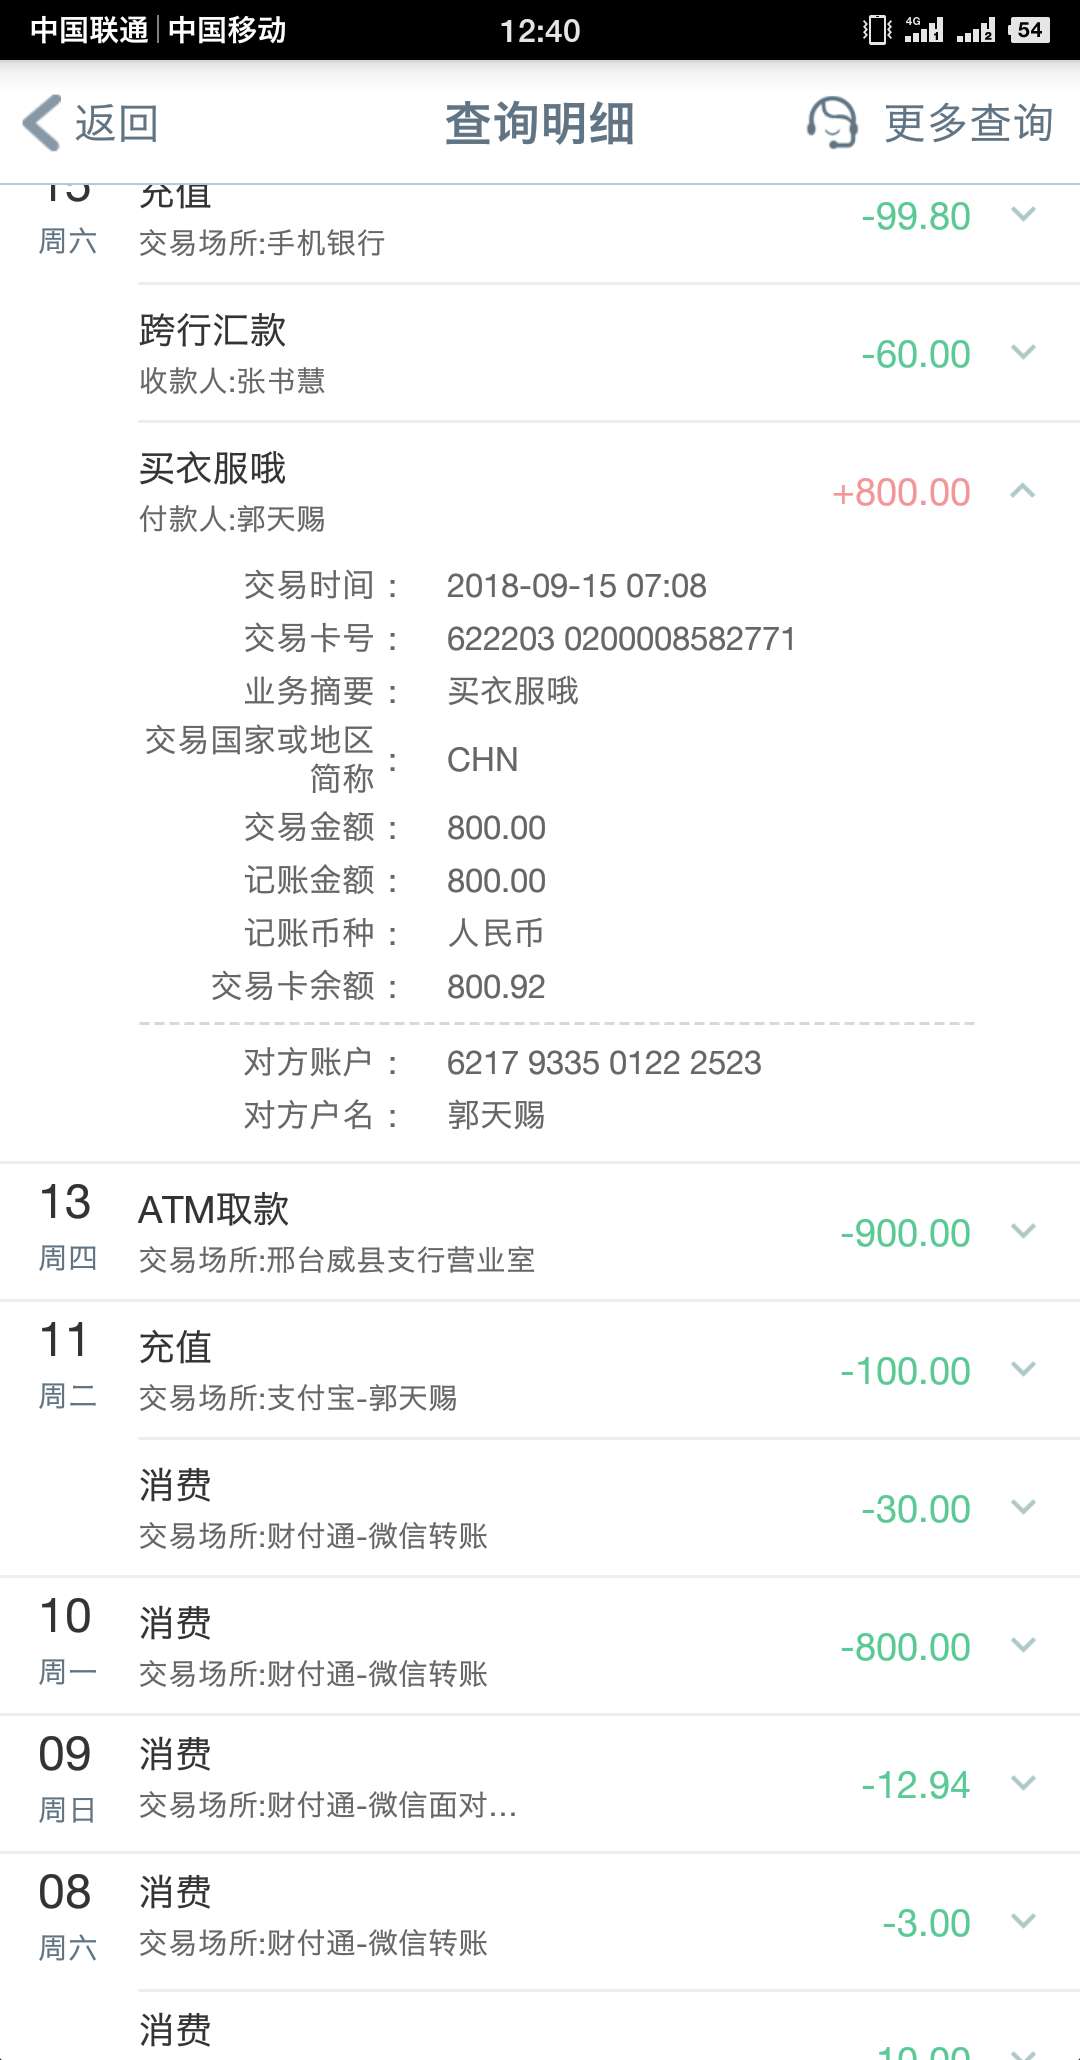 中国联通 中国移动 12:40 4G 1 2 54
返回 查询明细 更多查询
15 充值
周六 交易场所:手机银行 -99.80
跨行汇款
收款人:张书慧 -60.00
买衣服哦
付款人:郭天赐 +800.00
交易时间： 2018-09-15 07:08
交易卡号： 622203 0200008582771
业务摘要： 买衣服哦
交易国家或地区
简称： CHN
交易金额： 800.00
记账金额： 800.00
记账币种： 人民币
交易卡余额： 800.92
对方账户： 6217 9335 0122 2523
对方户名： 郭天赐
13 ATM取款
周四 交易场所:邢台威县支行营业室 -900.00
11 充值
周二 交易场所:支付宝-郭天赐 -100.00
消费
交易场所:财付通-微信转账 -30.00
10 消费
周一 交易场所:财付通-微信转账 -800.00
09 消费
周日 交易场所:财付通-微信面对... -12.94
08 消费
周六 交易场所:财付通-微信转账 -3.00
消费